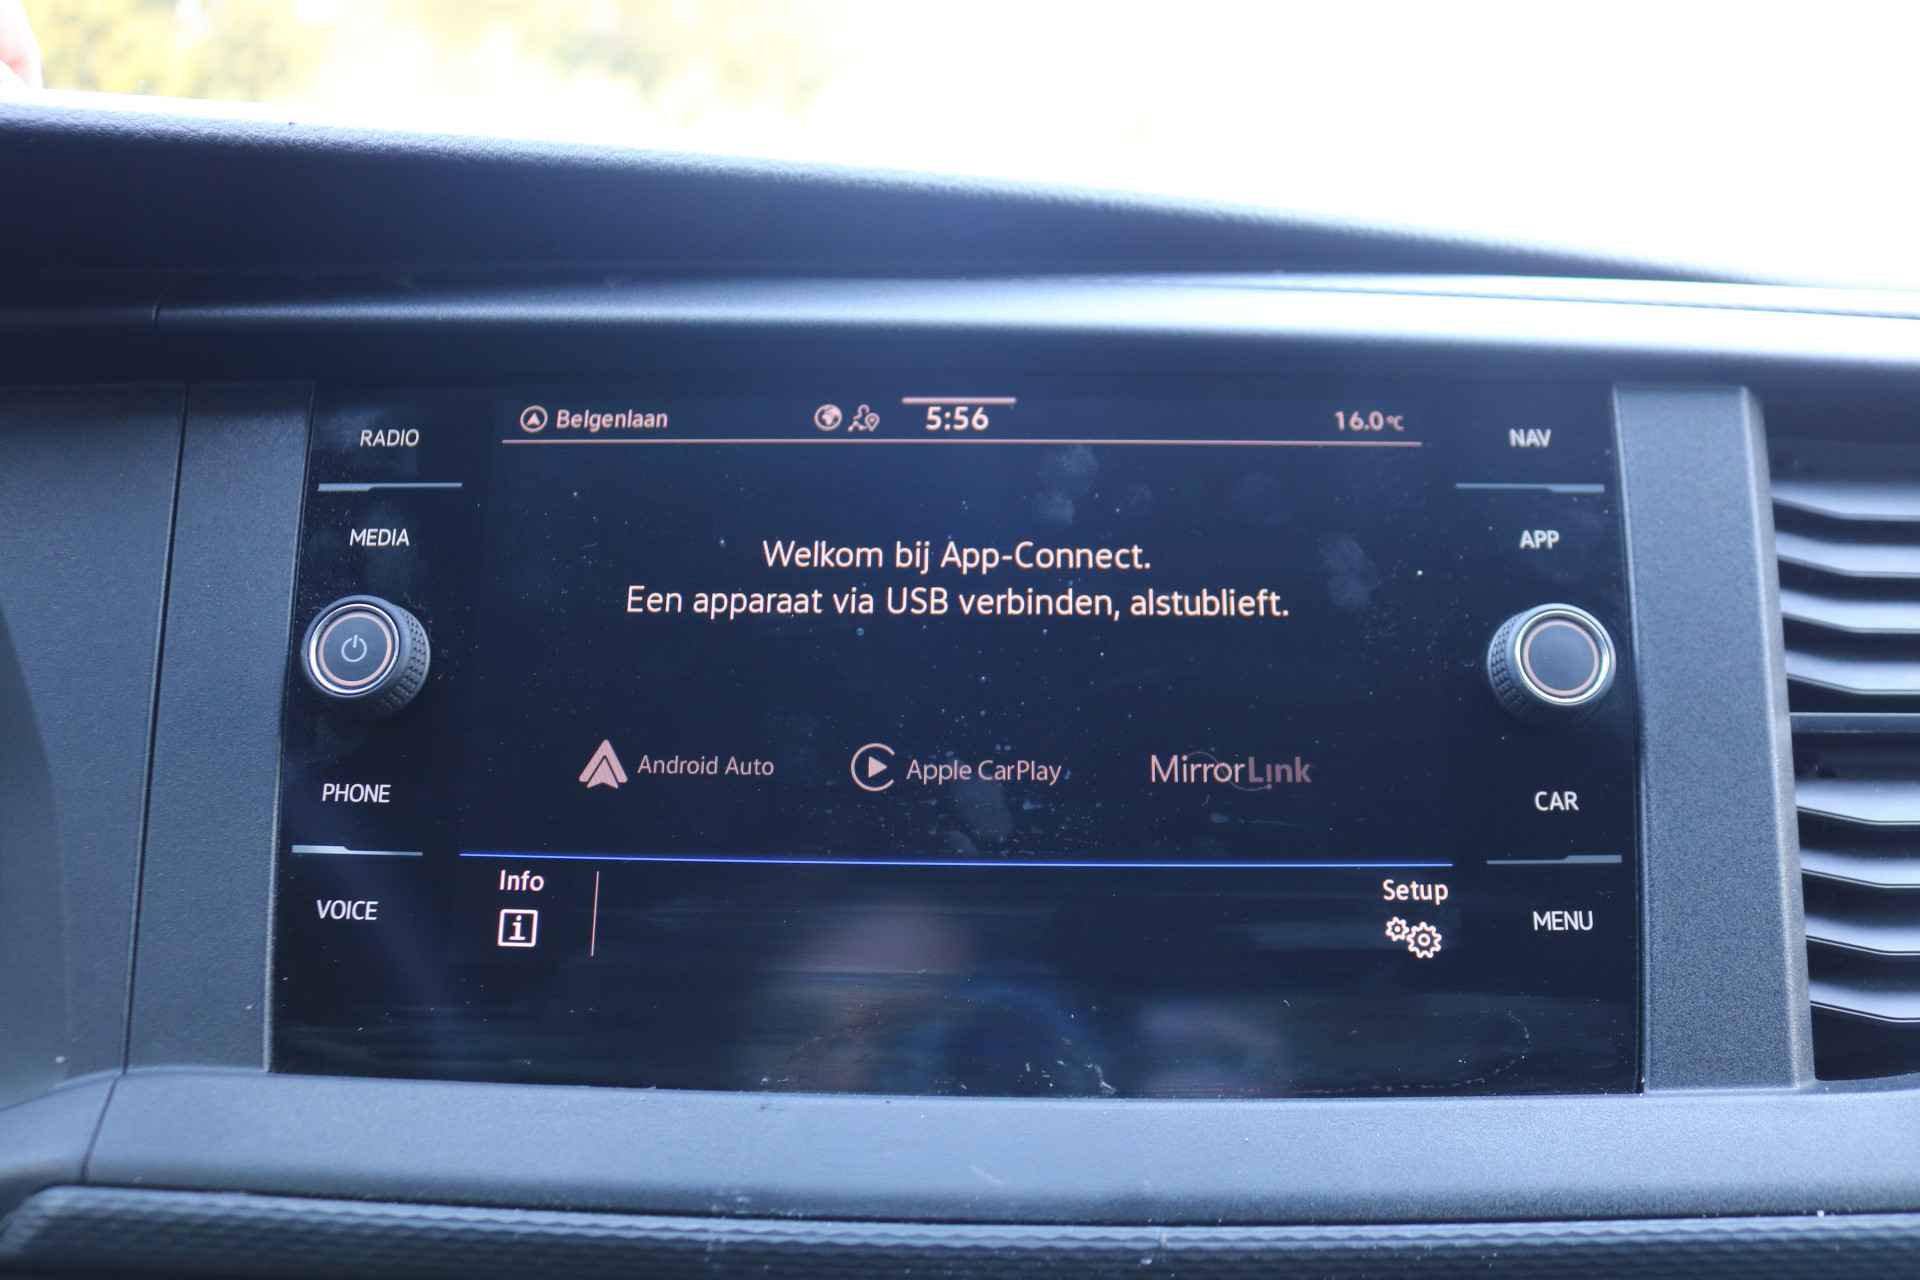 RADIO
MEDIA
PHONE
VOICE
Belgenlaan
5:56
16.0°C
Welkom bij App-Connect.
Een apparaat via USB verbinden, alstublieft.
Android Auto
Apple CarPlay
MirrorLink
Info
Setup
NAV
APP
CAR
MENU